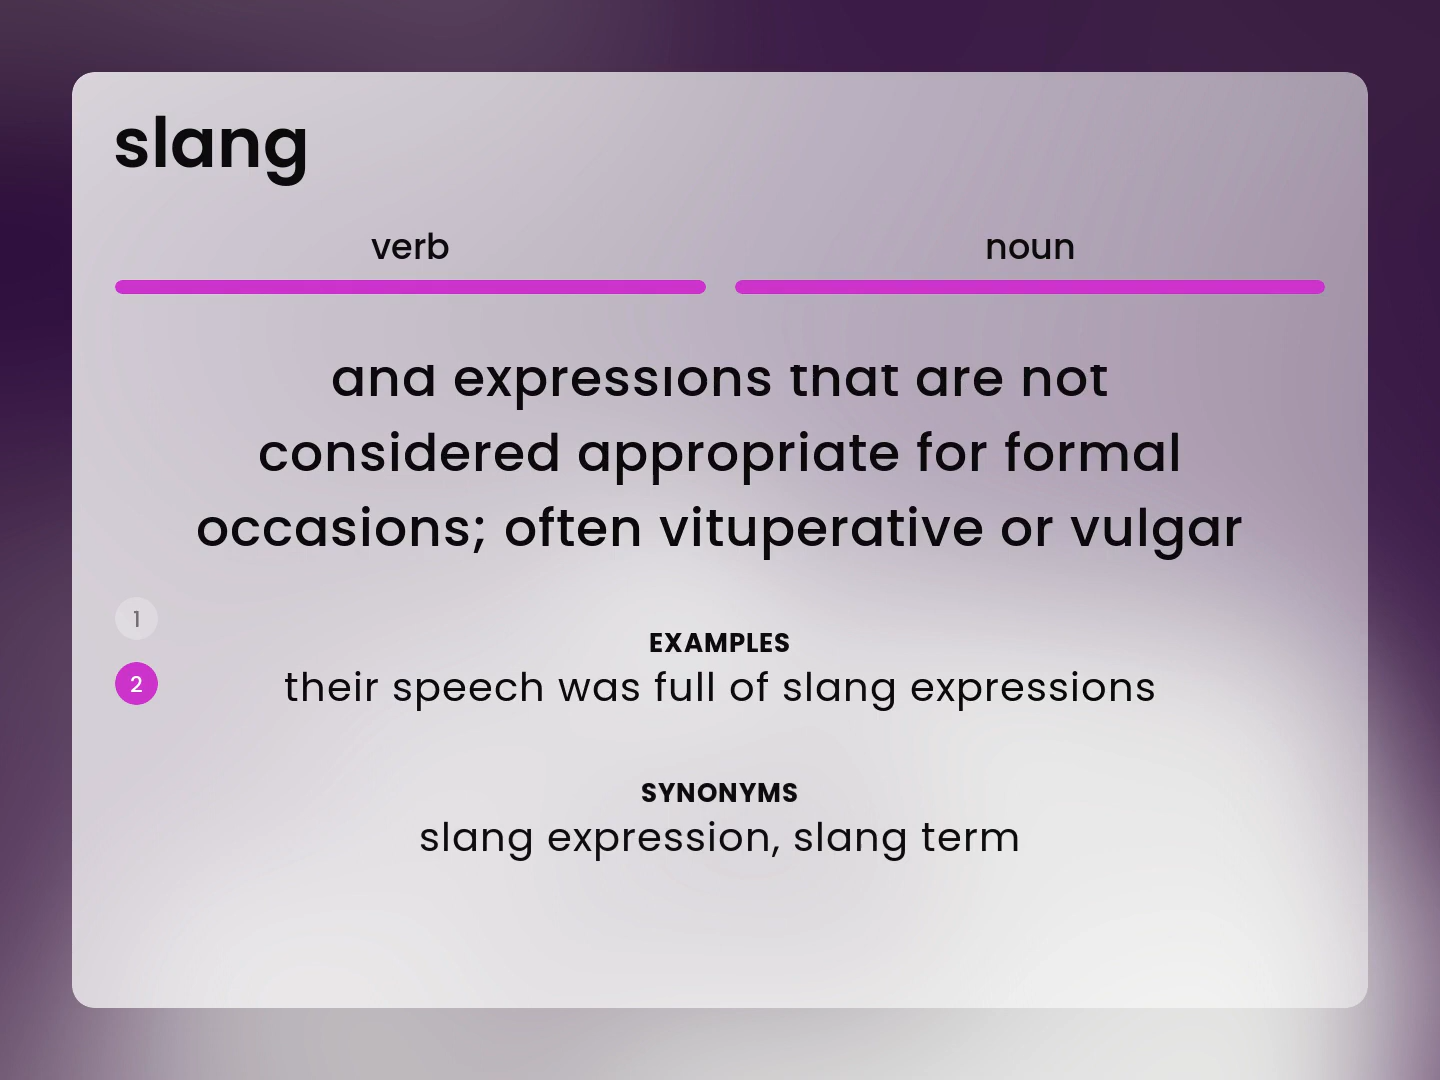 slang
verb
noun
and expressions that are not
considered appropriate for formal
occasions; often vituperative or vulgar
1
2
EXAMPLES
their speech was full of slang expressions
SYNONYMS
slang expression, slang term